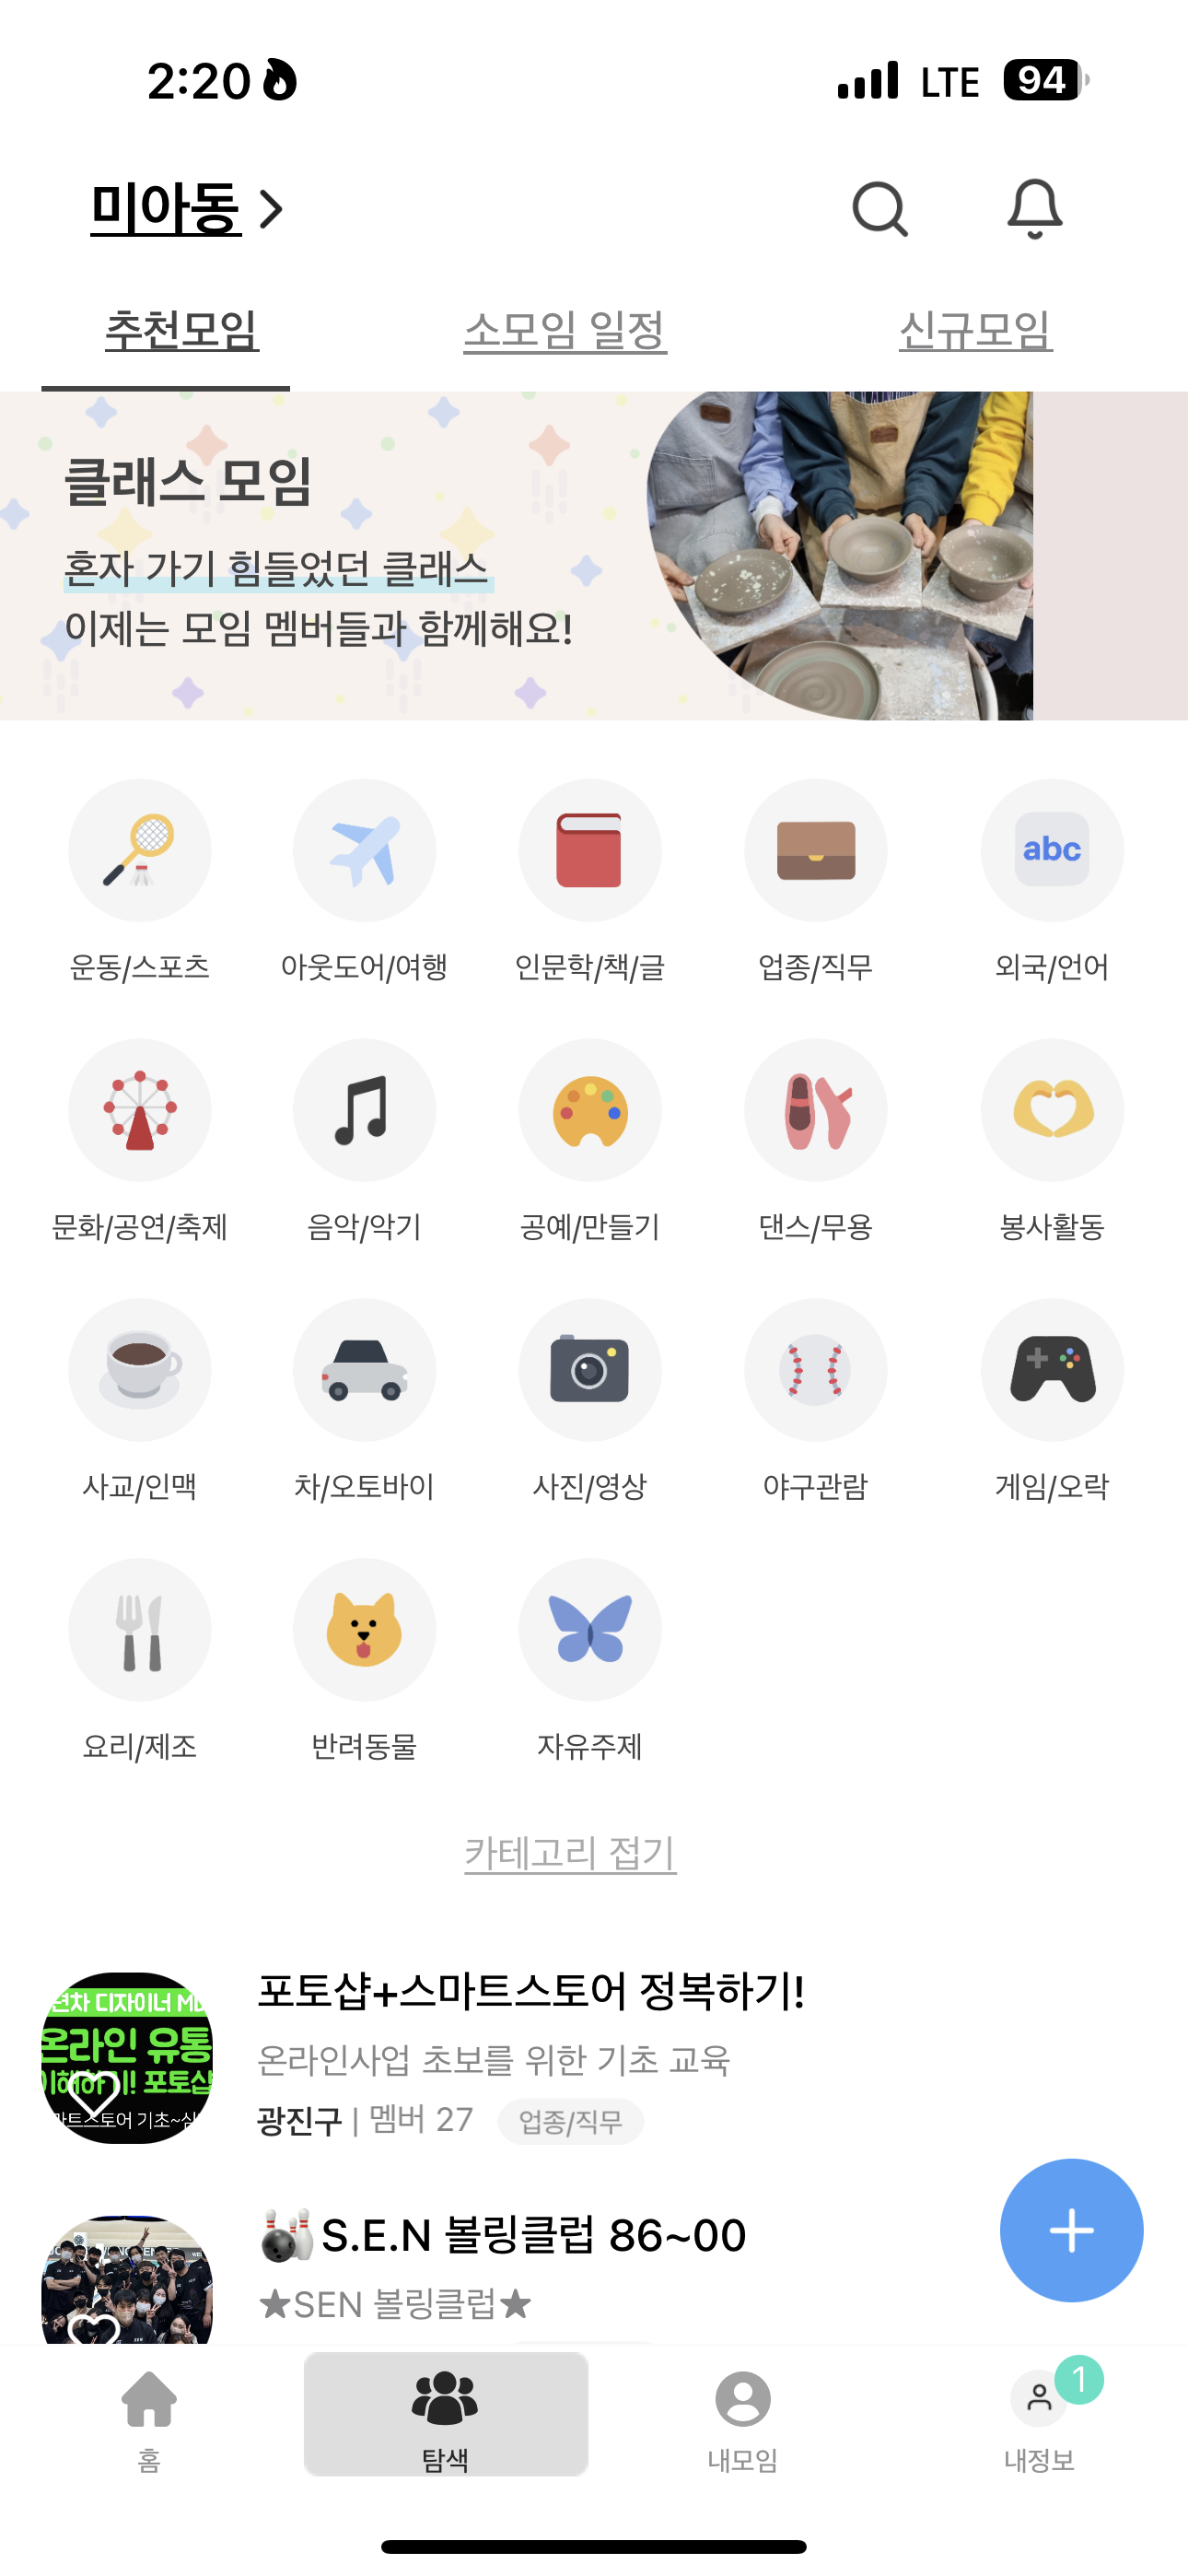 2:20 LTE 94
미아동
추천모임 소모임 일정 신규모임
클래스 모임
혼자 가기 힘들었던 클래스
이제는 모임 멤버들과 함께해요!
abc
운동/스포츠 아웃도어/여행 인문학/책/글 업종/직무 외국/언어
문화/공연/축제 음악/악기 공예/만들기 댄스/무용 봉사활동
사교/인맥 차/오토바이 사진/영상 야구관람 게임/오락
요리/제조 반려동물 자유주제
카테고리 접기
포토샵+스마트스토어 정복하기!
온라인사업 초보를 위한 기초 교육
광진구 | 멤버 27 업종/직무
년차 디자이너
온라인 유통
포토샵
마트스토어 기초~심
S.E.N 볼링클럽 86~00
★SEN 볼링클럽★
1
홈 탐색 내모임 내정보